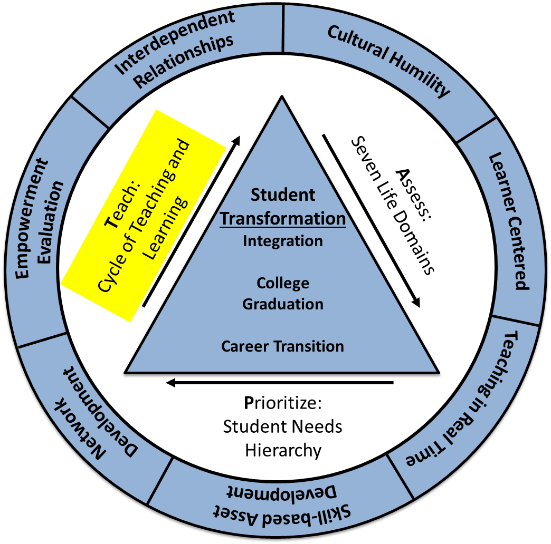 Interdependent
Relationships
Cultural Humility
Learner Centered
Teaching in Real Time
Skill-based Asset
Development
Network
Development
Empowerment
Evaluation
Teach:
Cycle of Teaching and
Learning
Assess:
Seven Life Domains
Prioritize:
Student Needs
Hierarchy
Student
Transformation
Integration
College
Graduation
Career Transition